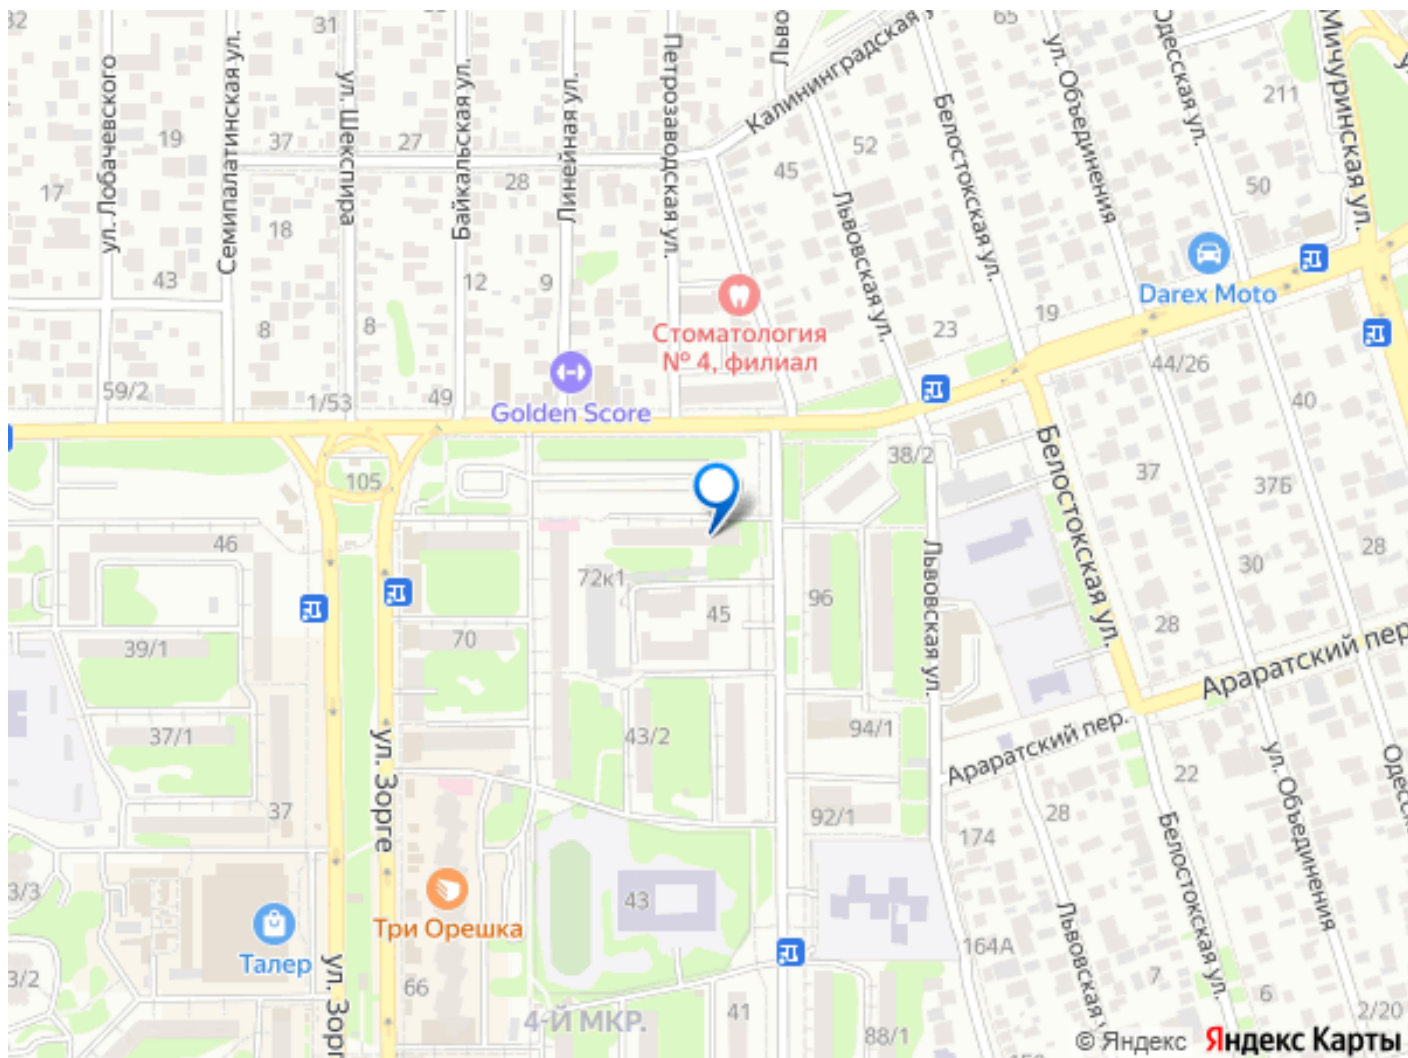 32
31
65
211
ул. Лобачевского
Семипалатинская ул.
ул. Шекспира
Байкальская ул.
Линейная ул.
Петрозаводская ул.
Калининградская
Львовская ул.
Белостокская ул.
ул. Объединения
Одесская ул.
Мичуринская ул.
19
37
27
28
45
52
50
17
18
43
8
8
12
9
23
19
Darex Moto
Стоматология
№ 4, филиал
44/26
59/2
1/53
49
Golden Score
40
38/2
105
37
37Б
Белостокская ул.
46
72к1
45
96
Львовская ул.
30
28
28
39/1
70
Араратский пер.
37/1
43/2
94/1
Араратский пер.
ул. Зорге
22
ул. Объединения
37
92/1
174
28
Белостокская ул.
3/3
Три Орешка
43
Талер
164А
Львовская
3/2
66
7
6
2/20
4-Й МКР.
41
88/1
© Яндекс Яндекс Карты